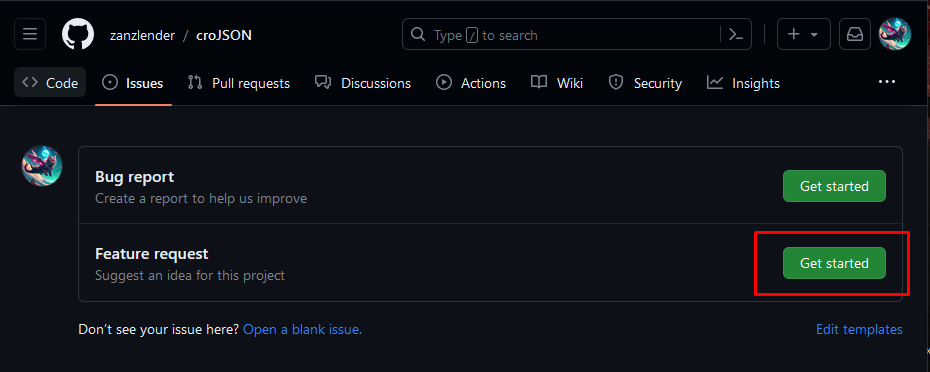 zanzlender / croJSON
Type / to search
Code
Issues
Pull requests
Discussions
Actions
Wiki
Security
Insights
Bug report
Create a report to help us improve
Get started
Feature request
Suggest an idea for this project
Get started
Don't see your issue here? Open a blank issue.
Edit templates